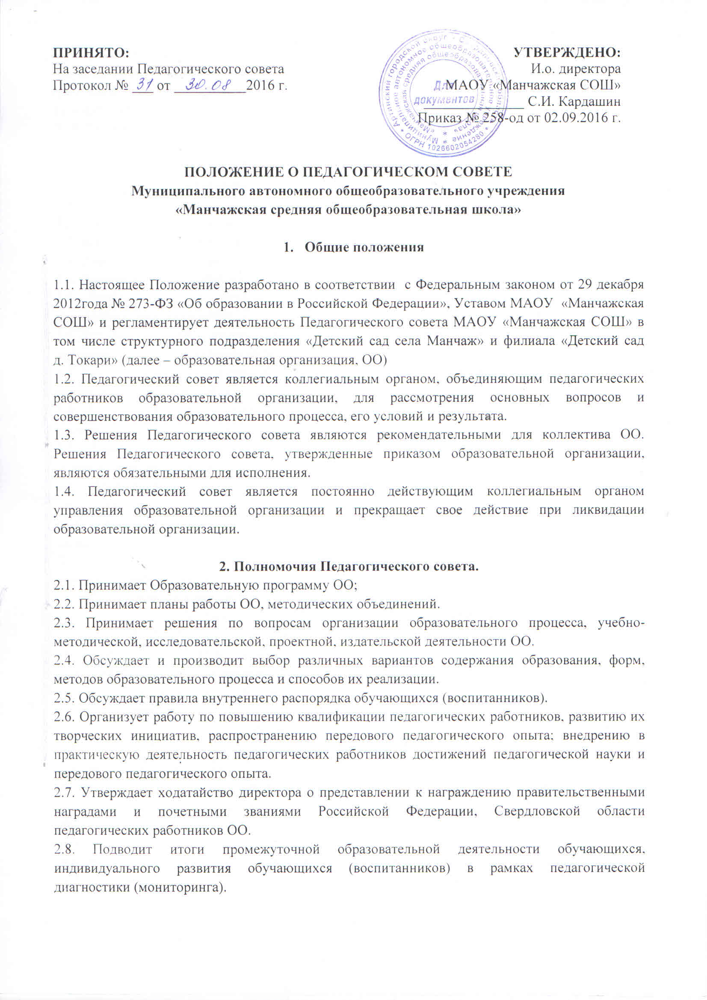 ПРИНЯТО:
На заседании Педагогического совета
Протокол № 31 от 30.08 2016 г.
УТВЕРЖДЕНО:
И.о. директора
МАОУ «Манчажская СОШ»
С.И. Кардашин
Приказ № 258-од от 02.09.2016 г.
Для
документов
ОГРН 1026602054280
ПОЛОЖЕНИЕ О ПЕДАГОГИЧЕСКОМ СОВЕТЕ
Муниципального автономного общеобразовательного учреждения
«Манчажская средняя общеобразовательная школа»
1. Общие положения
1.1. Настоящее Положение разработано в соответствии с Федеральным законом от 29 декабря
2012года № 273-ФЗ «Об образовании в Российской Федерации», Уставом МАОУ «Манчажская
СОШ» и регламентирует деятельность Педагогического совета МАОУ «Манчажская СОШ» в
том числе структурного подразделения «Детский сад села Манчаж» и филиала «Детский сад
д. Токари» (далее – образовательная организация, ОО)
1.2. Педагогический совет является коллегиальным органом, объединяющим педагогических
работников образовательной организации, для рассмотрения основных вопросов и
совершенствования образовательного процесса, его условий и результата.
1.3. Решения Педагогического совета являются рекомендательными для коллектива ОО.
Решения Педагогического совета, утвержденные приказом образовательной организации,
являются обязательными для исполнения.
1.4. Педагогический совет является постоянно действующим коллегиальным органом
управления образовательной организации и прекращает свое действие при ликвидации
образовательной организации.
2. Полномочия Педагогического совета.
2.1. Принимает Образовательную программу ОО;
2.2. Принимает планы работы ОО, методических объединений.
2.3. Принимает решения по вопросам организации образовательного процесса, учебно-
методической, исследовательской, проектной, издательской деятельности ОО.
2.4. Обсуждает и производит выбор различных вариантов содержания образования, форм,
методов образовательного процесса и способов их реализации.
2.5. Обсуждает правила внутреннего распорядка обучающихся (воспитанников).
2.6. Организует работу по повышению квалификации педагогических работников, развитию их
творческих инициатив, распространению передового педагогического опыта; внедрению в
практическую деятельность педагогических работников достижений педагогической науки и
передового педагогического опыта.
2.7. Утверждает ходатайство директора о представлении к награждению правительственными
наградами и почетными званиями Российской Федерации, Свердловской области
педагогических работников ОО.
2.8. Подводит итоги промежуточной образовательной деятельности обучающихся,
индивидуального развития обучающихся (воспитанников) в рамках педагогической
диагностики (мониторинга).